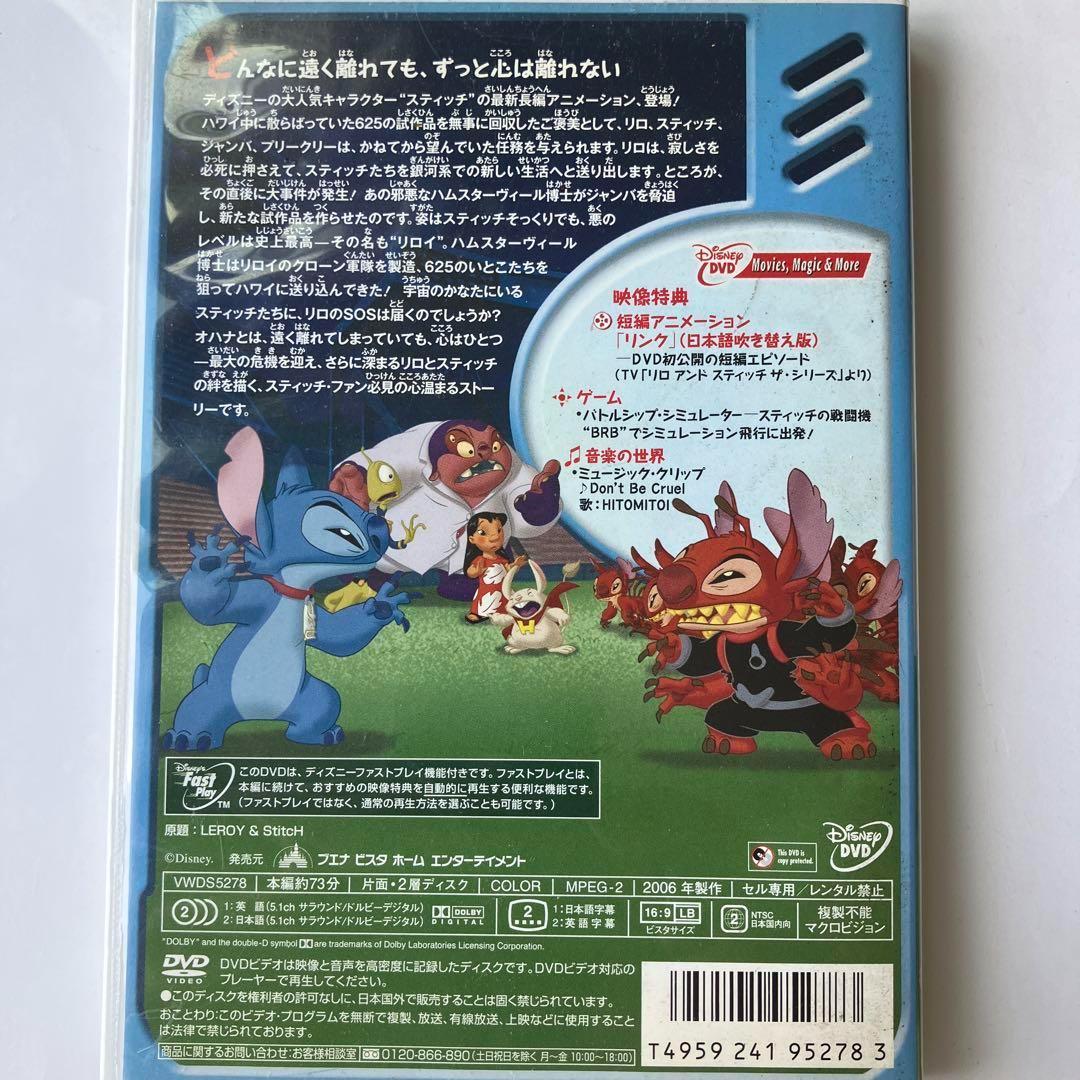 どんなに遠く離れても、ずっと心は離れない
ディズニーの大人気キャラクター“スティッチ”の最新長編アニメーション、登場！
ハワイ中に散らばっていた625の試作品を無事に回収したご褒美として、リロ、スティッチ、
ジャンバ、プリークリーは、かねてから望んでいた任務を与えられます。リロは、寂しさを
必死に押さえて、スティッチたちを銀河系での新しい生活へと送り出します。ところが、
その直後に大事件が発生！ あの邪悪なハムスターヴィール博士がジャンバを脅迫
し、新たな試作品を作らせたのです。姿はスティッチそっくりでも、悪の
レベルは史上最高―その名も“リロイ”。ハムスターヴィール
博士はリロイのクローン軍隊を製造、625のいとこたちを
狙ってハワイに送り込んできた！ 宇宙のかなたにいる
スティッチたちに、リロのSOSは届くのでしょうか？
オハナとは、遠く離れてしまっていても、心はひとつ
―最大の危機を迎え、さらに深まるリロとスティッチ
の絆を描く、スティッチ・ファン必見の心温まるストー
リーです。
Disney DVD Movies, Magic & More
映像特典
短編アニメーション
「リンク」（日本語吹き替え版）
―DVD初公開の短編エピソード
（TV「リロ アンド スティッチ ザ・シリーズ」より）
ゲーム
・バトルシップ・シミュレーター―スティッチの戦闘機
“BRB”でシミュレーション飛行に出発！
音楽の世界
・ミュージック・クリップ
♪Don't Be Cruel
歌：HITOMITOI
H
Disney's Fast Play TM
このDVDは、ディズニーファストプレイ機能付きです。ファストプレイとは、
本編に続けて、おすすめの映像特典を自動的に再生する便利な機能です。
（ファストプレイではなく、通常の再生方法を選ぶことも可能です。）
原題：LEROY & StitcH
©Disney. 発売元 ブエナ ビスタ ホーム エンターテイメント
This DVD is copy protected.
Disney DVD
VWDS5278 本編約73分 片面・2層ディスク COLOR MPEG-2 2006年製作 セル専用／レンタル禁止
2 1：英語（5.1ch サラウンド/ドルビーデジタル）
2：日本語（5.1ch サラウンド/ドルビーデジタル）
DOLBY DIGITAL
2 1：日本語字幕
2：英語字幕
16:9 LB
ビスタサイズ
2 NTSC
日本国内向
複製不能
マクロビジョン
"DOLBY" and the double-D symbol are trademarks of Dolby Laboratories Licensing Corporation.
DVD VIDEO
DVDビデオは映像と音声を高密度に記録したディスクです。DVDビデオ対応の
プレーヤーで再生してください。
●このディスクを権利者の許可なしに、日本国外で販売することは固く禁じられています。
おことわり：このビデオ・プログラムを無断で複製、放送、有線放送、上映などに使用すること
は法律で禁じられております。
商品に関するお問い合わせ：お客様相談室 0120-866-890（土日祝日を除く 月〜金 10:00〜18:00）
T4959 241 95278 3